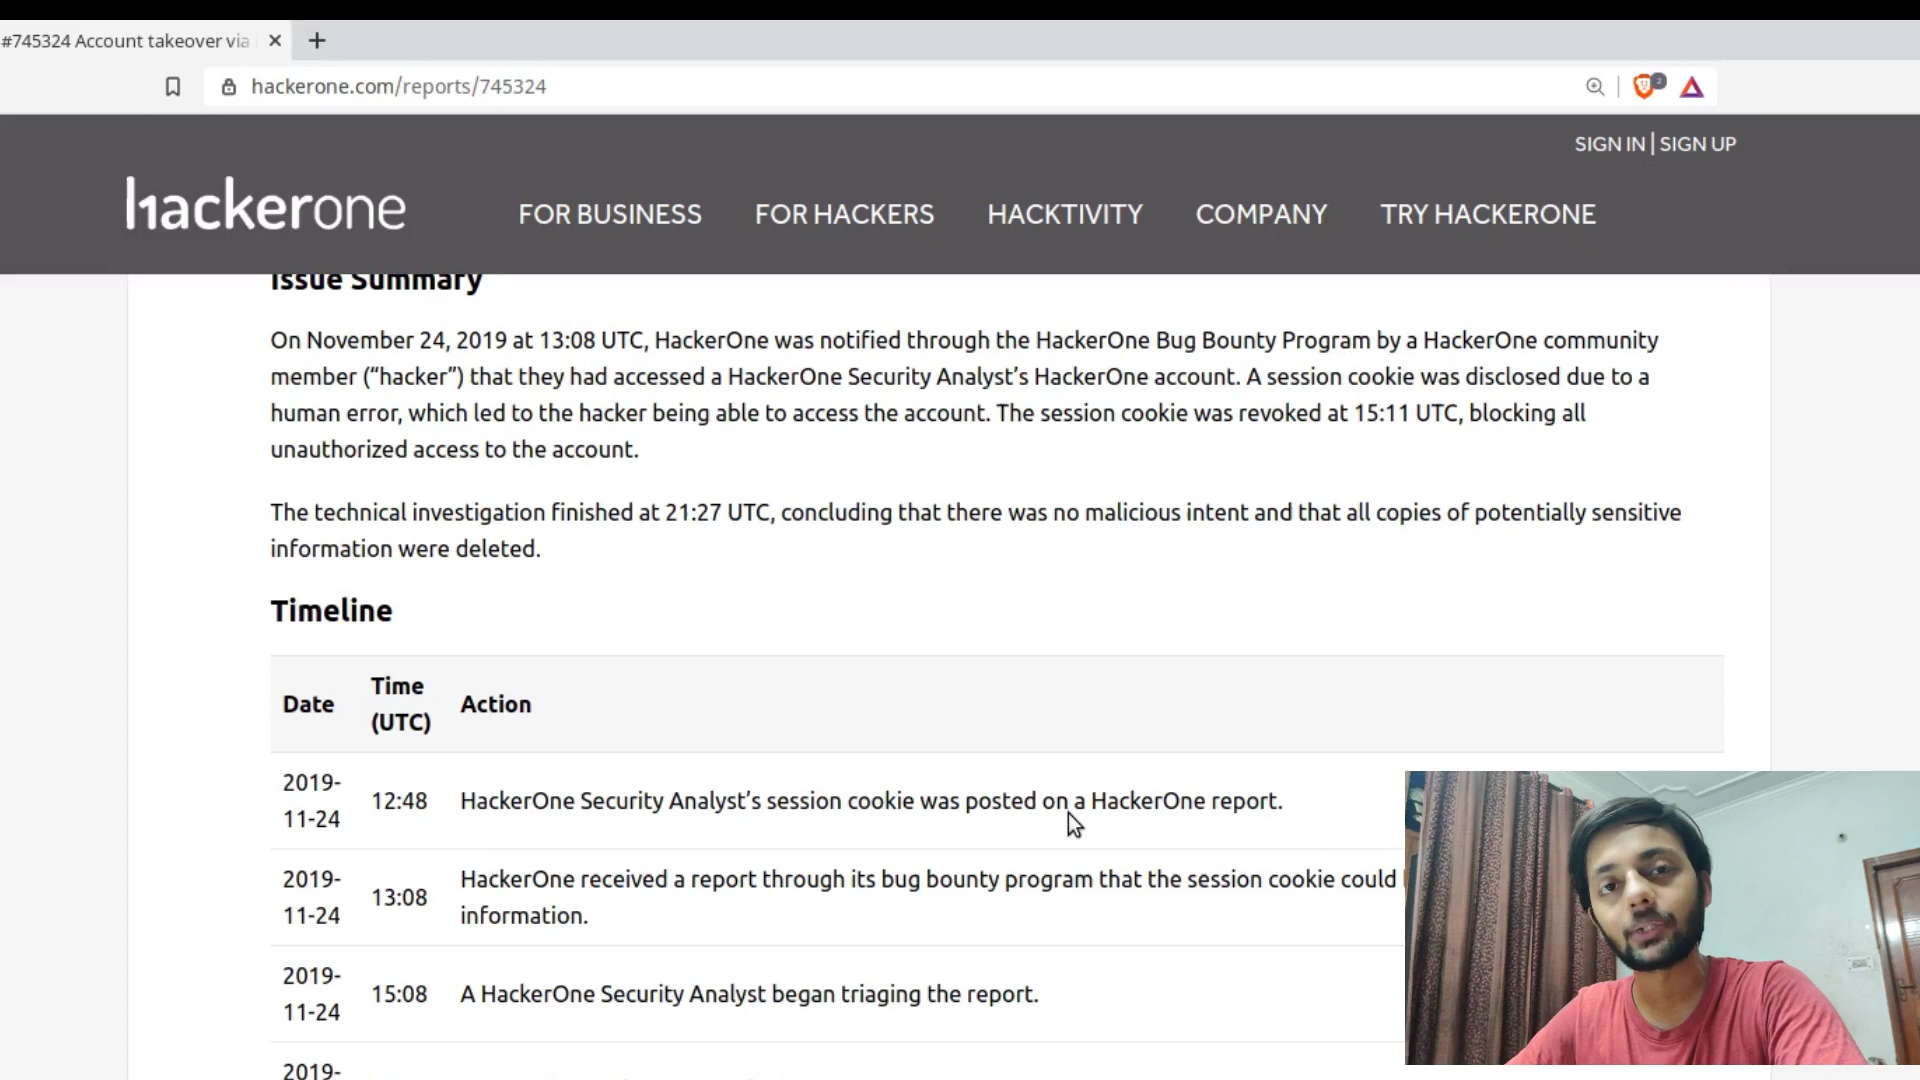 #745324 Account takeover via
hackerone.com/reports/745324
2
SIGN IN | SIGN UP
hackerone
FOR BUSINESS
FOR HACKERS
HACKTIVITY
COMPANY
TRY HACKERONE
Issue Summary
On November 24, 2019 at 13:08 UTC, HackerOne was notified through the HackerOne Bug Bounty Program by a HackerOne community
member (“hacker”) that they had accessed a HackerOne Security Analyst’s HackerOne account. A session cookie was disclosed due to a
human error, which led to the hacker being able to access the account. The session cookie was revoked at 15:11 UTC, blocking all
unauthorized access to the account.
The technical investigation finished at 21:27 UTC, concluding that there was no malicious intent and that all copies of potentially sensitive
information were deleted.
Timeline
Date
Time
(UTC)
Action
2019-
11-24
12:48
HackerOne Security Analyst’s session cookie was posted on a HackerOne report.
2019-
11-24
13:08
HackerOne received a report through its bug bounty program that the session cookie could
information.
2019-
11-24
15:08
A HackerOne Security Analyst began triaging the report.
2019-